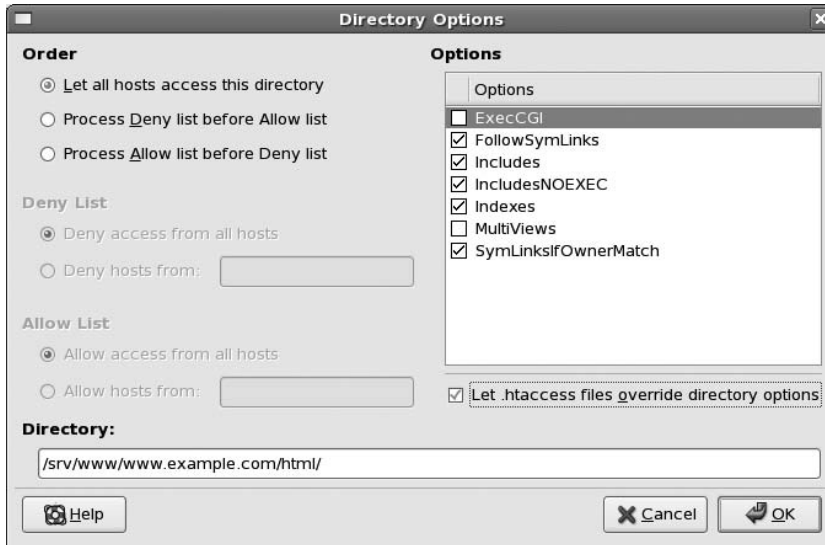 Directory Options
Order
Let all hosts access this directory
Process Deny list before Allow list
Process Allow list before Deny list
Deny List
Deny access from all hosts
Deny hosts from:
Allow List
Allow access from all hosts
Allow hosts from:
Options
Options
ExecCGI
FollowSymLinks
Includes
IncludesNOEXEC
Indexes
MultiViews
SymLinksIfOwnerMatch
Let .htaccess files override directory options
Directory:
/srv/www/www.example.com/html/
Help
Cancel
OK